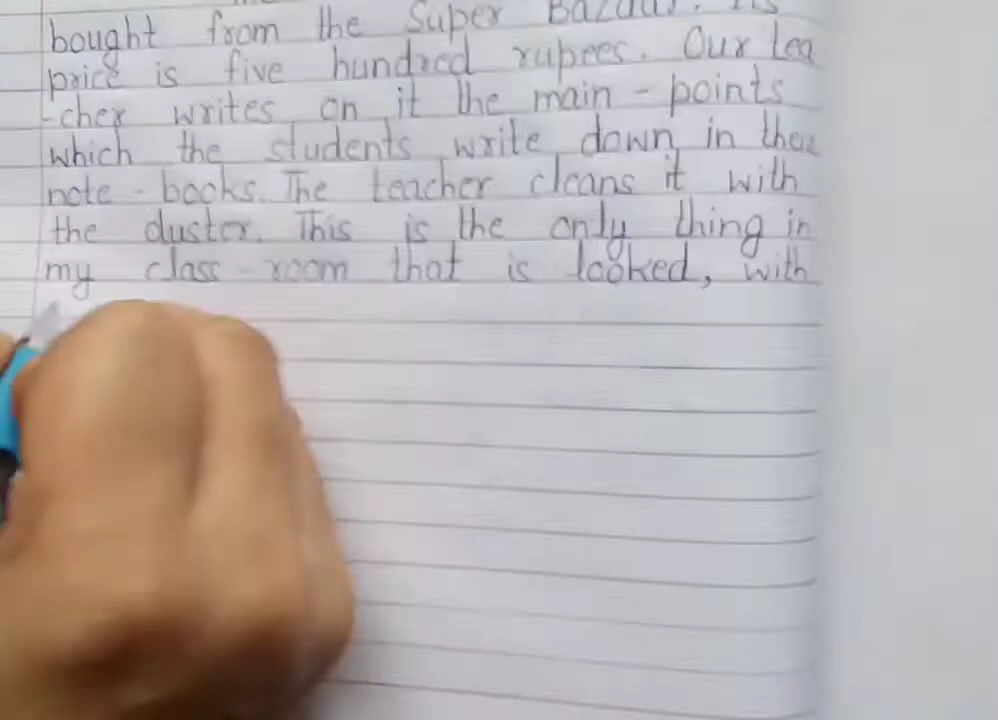 bought from the Super Bazaar. Its
price is five hundred rupees. Our tea
-cher writes on it the main - points
which the students write down in their
note - books. The teacher cleans it with
the duster. This is the only thing in
my class - room that is looked, with